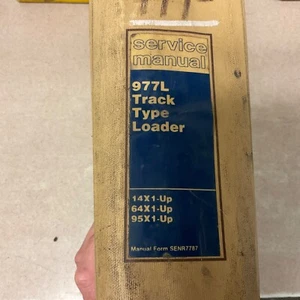 service
manual
977L
Track
Type
Loader
14X1-Up
64X1-Up
95X1-Up
Manual Form SENR7787